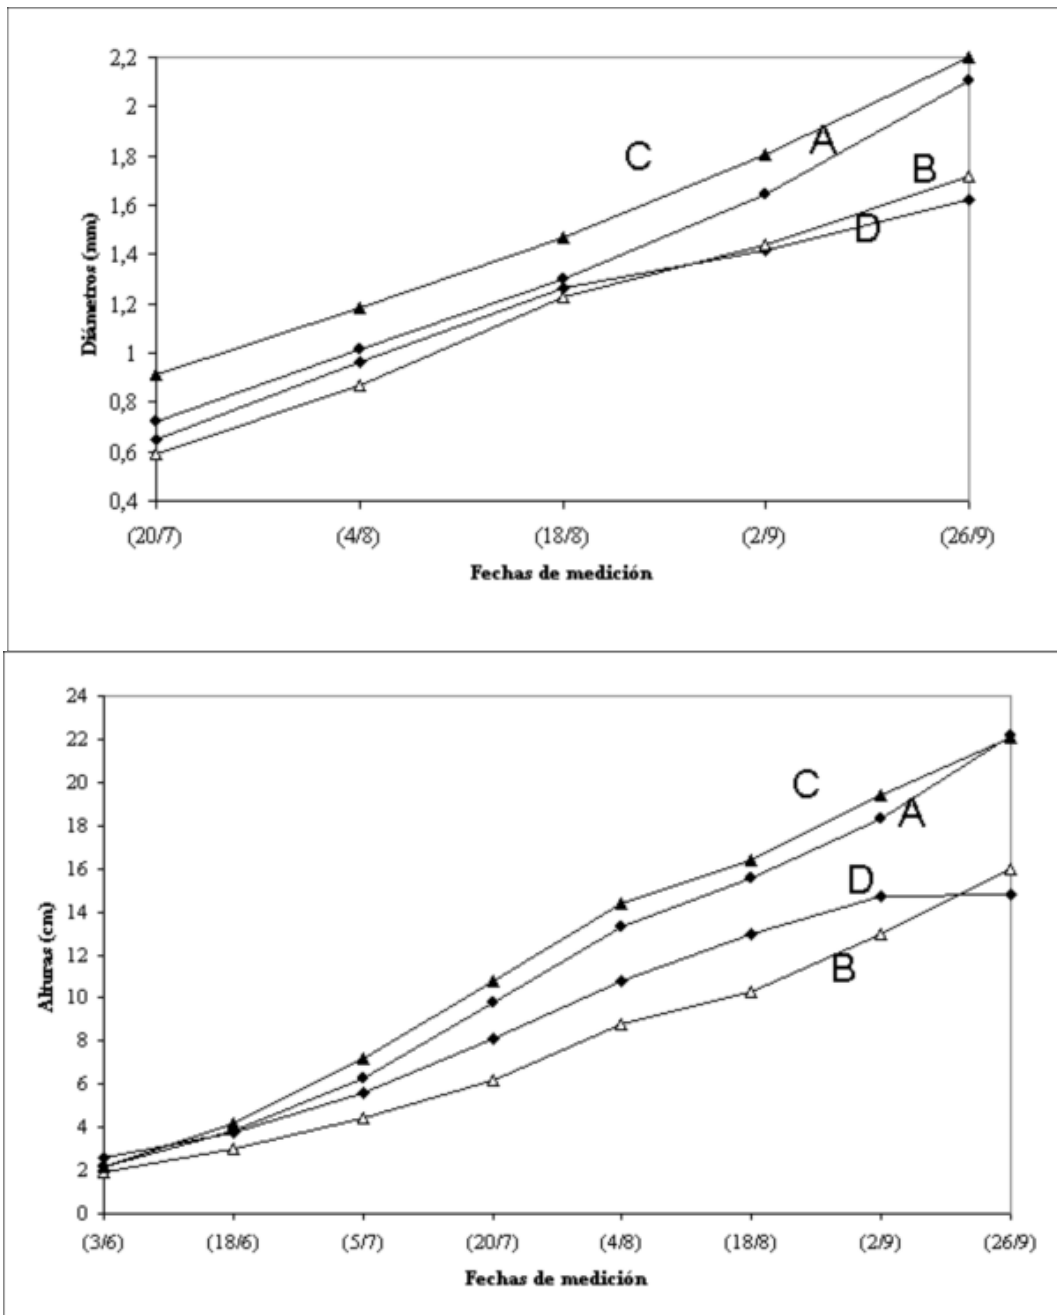 2,2
2
1,8
1,6
1,4
1,2
1
0,8
0,6
0,4
Diámetros (mm)
C
A
B
D
(20/7) (4/8) (18/8) (2/9) (26/9)
Fechas de medición
24
22
20
18
16
14
12
10
8
6
4
2
0
Alturas (cm)
C
A
D
B
(3/6) (18/6) (5/7) (20/7) (4/8) (18/8) (2/9) (26/9)
Fechas de medición